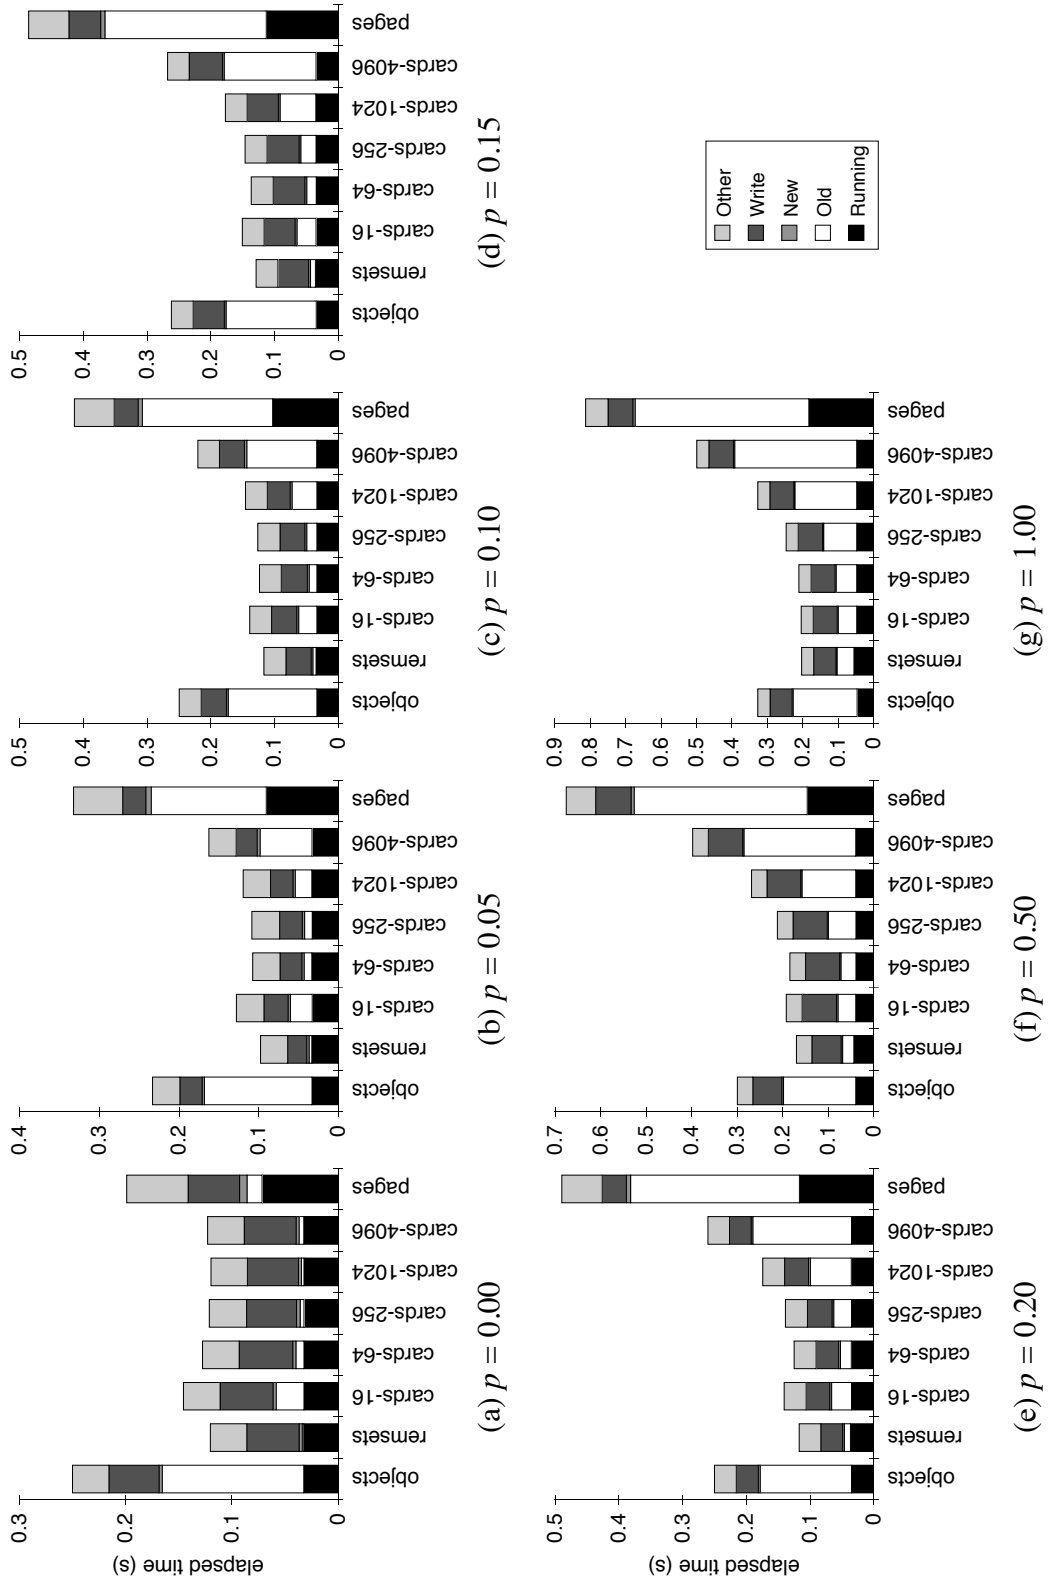 elapsed time (s)
0.3
0.2
0.1
0
objects
remsets
cards-16
cards-64
cards-256
cards-1024
cards-4096
pages
(a) p = 0.00
0.4
0.3
0.2
0.1
0
objects
remsets
cards-16
cards-64
cards-256
cards-1024
cards-4096
pages
(b) p = 0.05
0.5
0.4
0.3
0.2
0.1
0
objects
remsets
cards-16
cards-64
cards-256
cards-1024
cards-4096
pages
(c) p = 0.10
0.5
0.4
0.3
0.2
0.1
0
objects
remsets
cards-16
cards-64
cards-256
cards-1024
cards-4096
pages
(d) p = 0.15
elapsed time (s)
0.5
0.4
0.3
0.2
0.1
0
objects
remsets
cards-16
cards-64
cards-256
cards-1024
cards-4096
pages
(e) p = 0.20
0.7
0.6
0.5
0.4
0.3
0.2
0.1
0
objects
remsets
cards-16
cards-64
cards-256
cards-1024
cards-4096
pages
(f) p = 0.50
0.9
0.8
0.7
0.6
0.5
0.4
0.3
0.2
0.1
0
objects
remsets
cards-16
cards-64
cards-256
cards-1024
cards-4096
pages
(g) p = 1.00
Other
Write
New
Old
Running